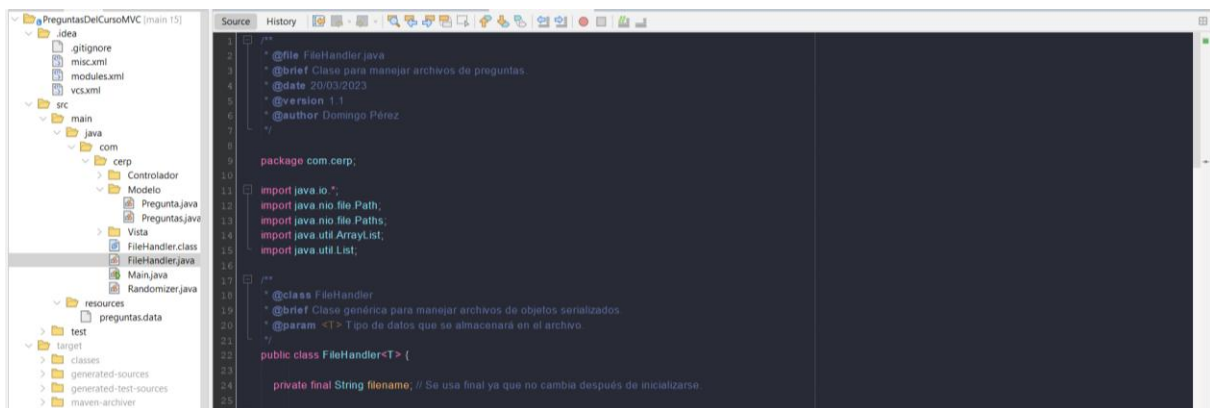 PreguntasDelCursoMVC [main 15]
.idea
.gitignore
misc.xml
modules.xml
vcs.xml
src
main
java
com
cerp
Controlador
Modelo
Pregunta.java
Preguntas.java
Vista
FileHandler.class
FileHandler.java
Main.java
Randomizer.java
resources
preguntas.data
test
target
classes
generated-sources
generated-test-sources
maven-archiver
Source History
1 /**
2 * @file FileHandler.java
3 * @brief Clase para manejar archivos de preguntas.
4 * @date 20/03/2023
5 * @version 1.1
6 * @author Domingo Pérez
7 */
8
9 package com.cerp;
10
11 import java.io.*;
12 import java.nio.file.Path;
13 import java.nio.file.Paths;
14 import java.util.ArrayList;
15 import java.util.List;
16
17 /**
18 * @class FileHandler
19 * @brief Clase genérica para manejar archivos de objetos serializados
20 * @param <T> Tipo de datos que se almacenará en el archivo
21 */
22 public class FileHandler<T> {
23
24 private final String filename; // Se usa final ya que no cambia después de inicializarse.
25